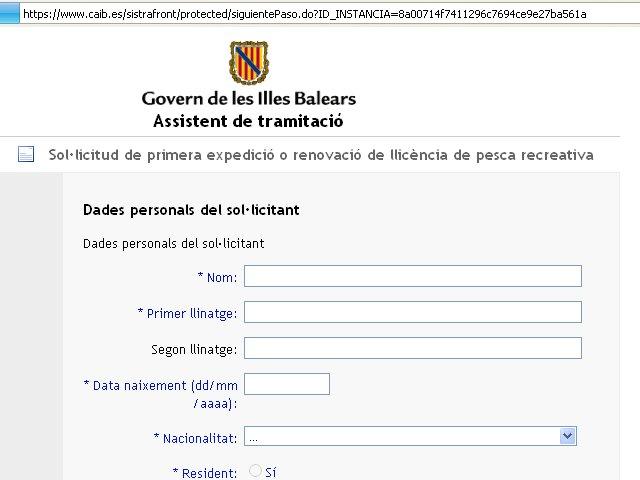 https://www.caib.es/sistrafront/protected/siguientePaso.do?ID_INSTANCIA=8a00714f7411296c7694ce9e27ba561a
Govern de les Illes Balears
Assistent de tramitació
Sol·licitud de primera expedició o renovació de llicència de pesca recreativa
Dades personals del sol·licitant
Dades personals del sol·licitant
* Nom:
* Primer llinatge:
Segon llinatge:
* Data naixement (dd/mm
/aaaa):
* Nacionalitat: ...
* Resident: Sí